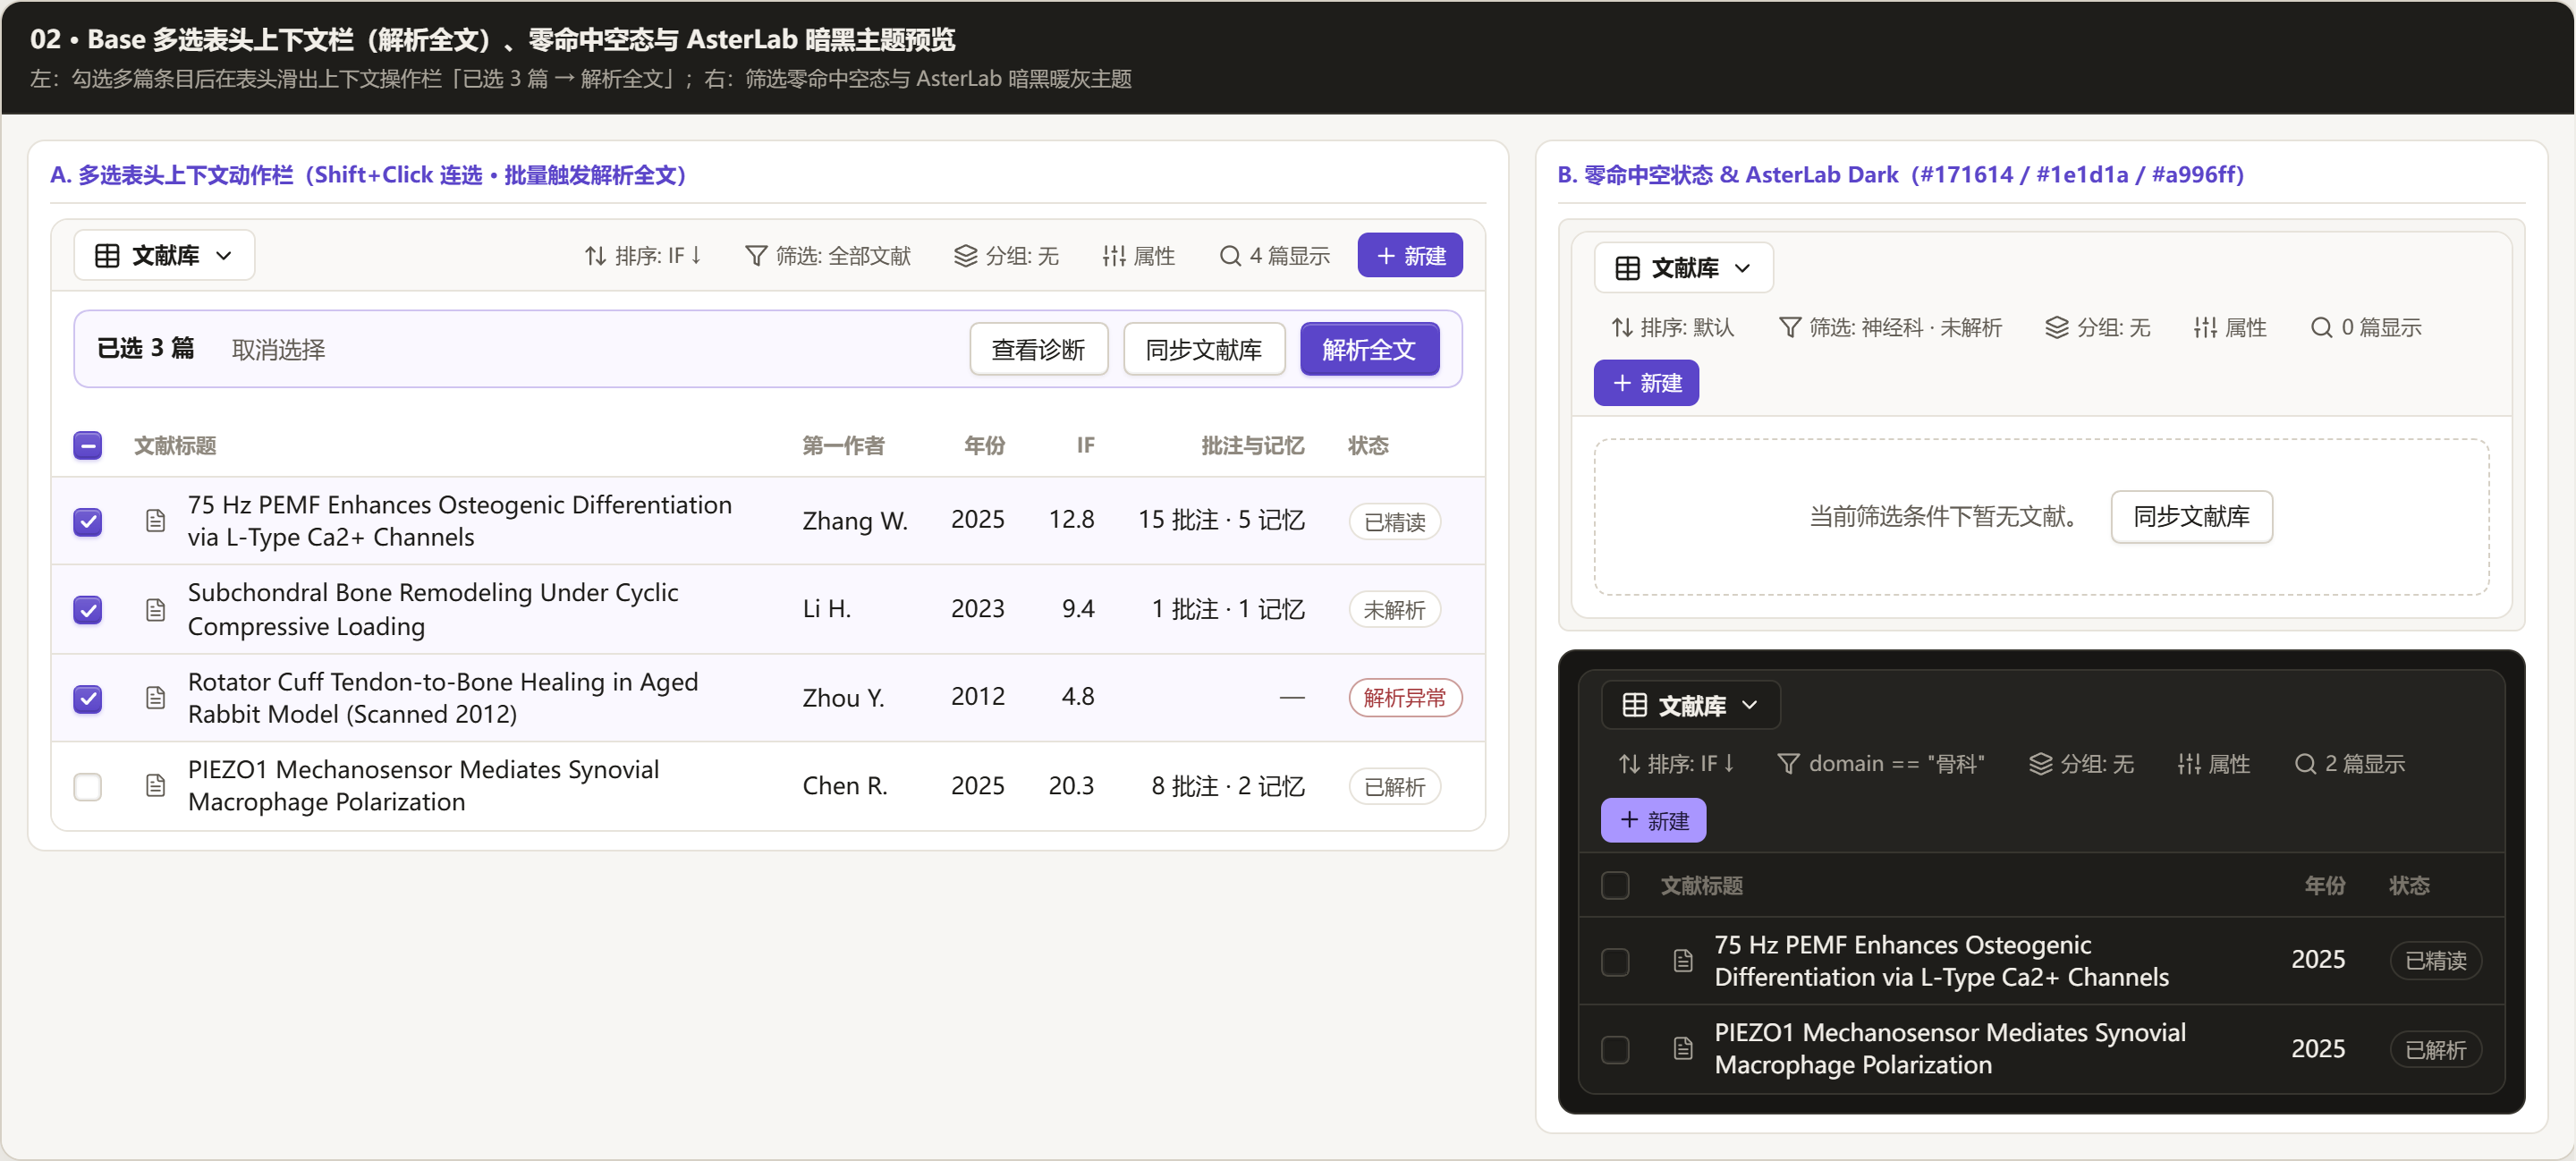 02 • Base 多选表头上下文栏（解析全文）、零命中空态与 AsterLab 暗黑主题预览
左：勾选多篇条目后在表头滑出上下文操作栏「已选 3 篇 → 解析全文」；右：筛选零命中空态与 AsterLab 暗黑暖灰主题
A. 多选表头上下文动作栏（Shift+Click 连选 • 批量触发解析全文）
文献库
排序: IF ↓ 筛选: 全部文献 分组: 无 属性 4 篇显示 + 新建
已选 3 篇 取消选择 查看诊断 同步文献库 解析全文
文献标题 第一作者 年份 IF 批注与记忆 状态
75 Hz PEMF Enhances Osteogenic Differentiation
via L-Type Ca2+ Channels
Zhang W. 2025 12.8 15 批注 · 5 记忆 已精读
Subchondral Bone Remodeling Under Cyclic
Compressive Loading
Li H. 2023 9.4 1 批注 · 1 记忆 未解析
Rotator Cuff Tendon-to-Bone Healing in Aged
Rabbit Model (Scanned 2012)
Zhou Y. 2012 4.8 — 解析异常
PIEZO1 Mechanosensor Mediates Synovial
Macrophage Polarization
Chen R. 2025 20.3 8 批注 · 2 记忆 已解析
B. 零命中空状态 & AsterLab Dark（#171614 / #1e1d1a / #a996ff）
文献库
排序: 默认 筛选: 神经科 · 未解析 分组: 无 属性 0 篇显示
+ 新建
当前筛选条件下暂无文献。 同步文献库
文献库
排序: IF ↓ domain == "骨科" 分组: 无 属性 2 篇显示
+ 新建
文献标题 年份 状态
75 Hz PEMF Enhances Osteogenic
Differentiation via L-Type Ca2+ Channels
2025 已精读
PIEZO1 Mechanosensor Mediates Synovial
Macrophage Polarization
2025 已解析